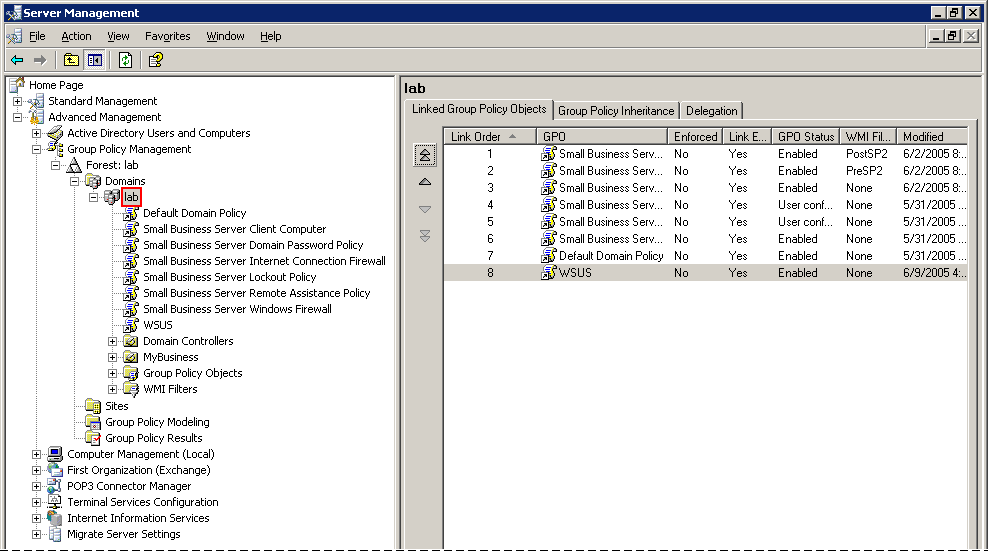 Server Management
File Action View Favorites Window Help
Home Page
Standard Management
Advanced Management
Active Directory Users and Computers
Group Policy Management
Forest: lab
Domains
lab
Default Domain Policy
Small Business Server Client Computer
Small Business Server Domain Password Policy
Small Business Server Internet Connection Firewall
Small Business Server Lockout Policy
Small Business Server Remote Assistance Policy
Small Business Server Windows Firewall
WSUS
Domain Controllers
MyBusiness
Group Policy Objects
WMI Filters
Sites
Group Policy Modeling
Group Policy Results
Computer Management (Local)
First Organization (Exchange)
POP3 Connector Manager
Terminal Services Configuration
Internet Information Services
Migrate Server Settings
lab
Linked Group Policy Objects Group Policy Inheritance Delegation
Link Order GPO Enforced Link E... GPO Status WMI Fil... Modified
1 Small Business Serv... No Yes Enabled PostSP2 6/2/2005 8:..
2 Small Business Serv... No Yes Enabled PreSP2 6/2/2005 8:..
3 Small Business Serv... No Yes Enabled None 6/2/2005 8:..
4 Small Business Serv... No Yes User conf... None 5/31/2005 ...
5 Small Business Serv... No Yes User conf... None 5/31/2005 ...
6 Small Business Serv... No Yes Enabled None 5/31/2005 ...
7 Default Domain Policy No Yes Enabled None 5/31/2005 ...
8 WSUS No Yes Enabled None 6/9/2005 4:..